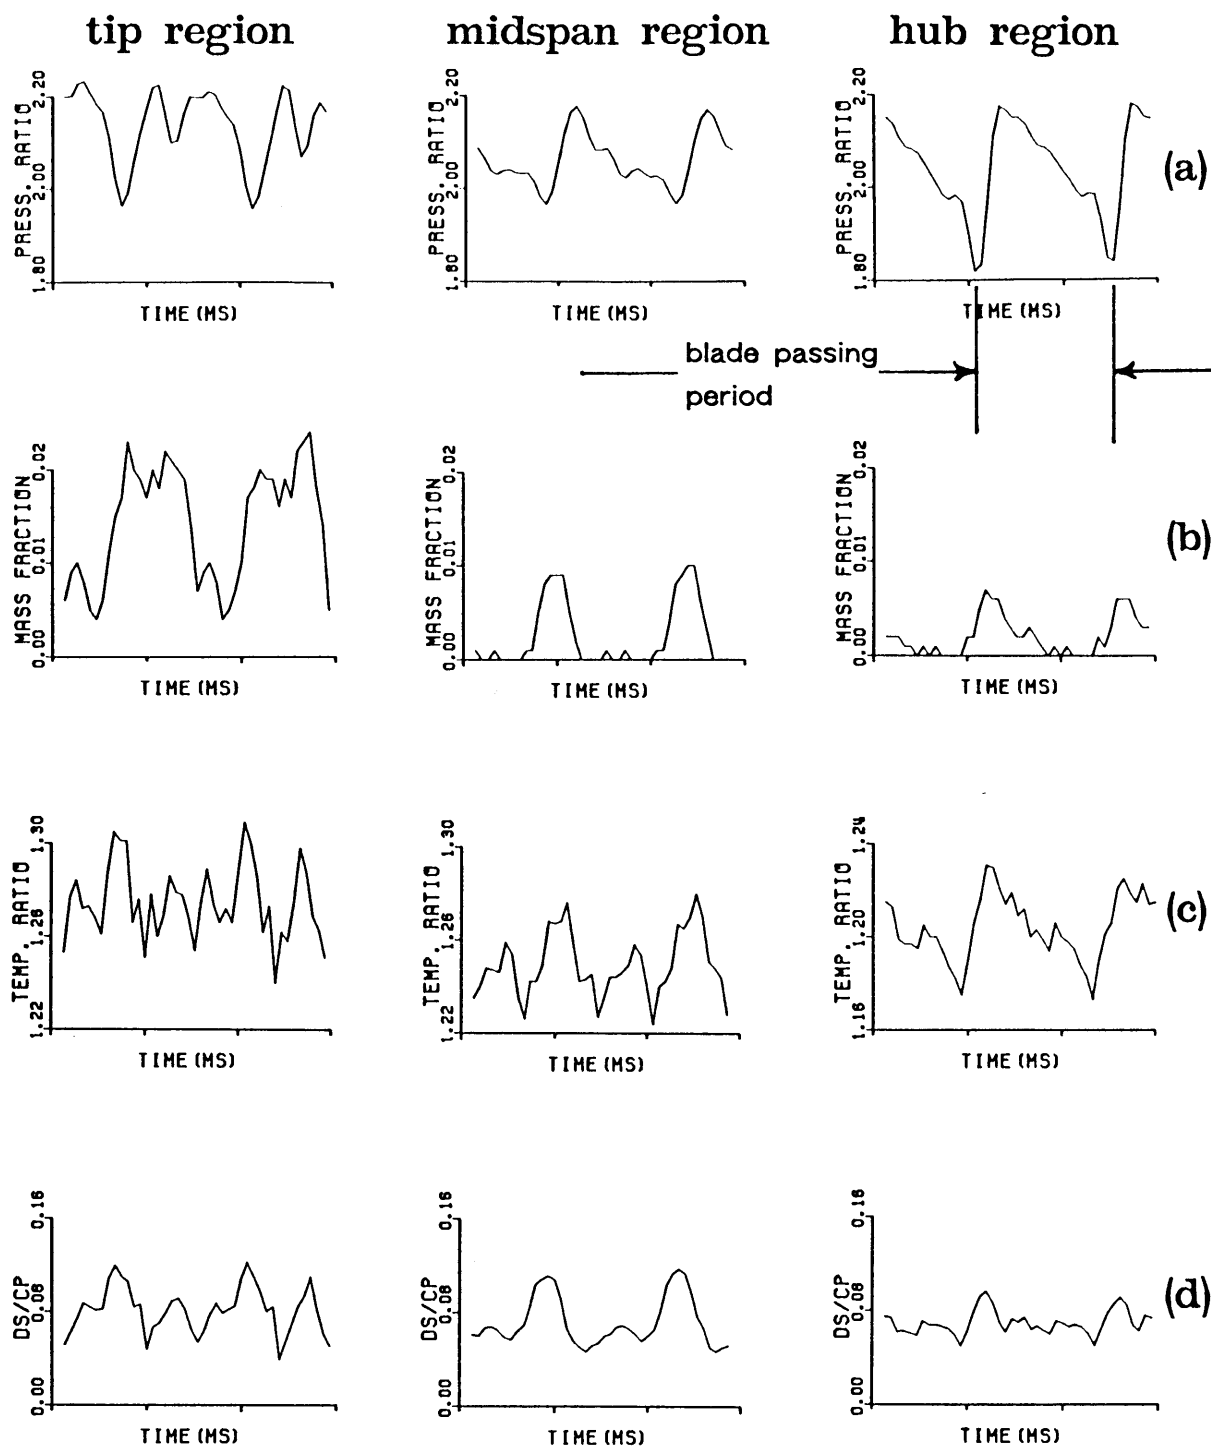 tip region
midspan region
hub region
PRESS. RATIO
1.80 2.00 2.20
TIME (MS)
PRESS. RATIO
1.80 2.00 2.20
TIME (MS)
PRESS. RATIO
1.80 2.00 2.20
TIME (MS)
(a)
blade passing
period
MASS FRACTION
0.00 0.01 0.02
TIME (MS)
MASS FRACTION
0.00 0.01 0.02
TIME (MS)
MASS FRACTION
0.00 0.01 0.02
TIME (MS)
(b)
TEMP. RATIO
1.22 1.26 1.30
TIME (MS)
TEMP. RATIO
1.22 1.26 1.30
TIME (MS)
TEMP. RATIO
1.16 1.20 1.24
TIME (MS)
(c)
DS/CP
0.00 0.08 0.16
TIME (MS)
DS/CP
0.00 0.08 0.16
TIME (MS)
DS/CP
0.00 0.08 0.16
TIME (MS)
(d)